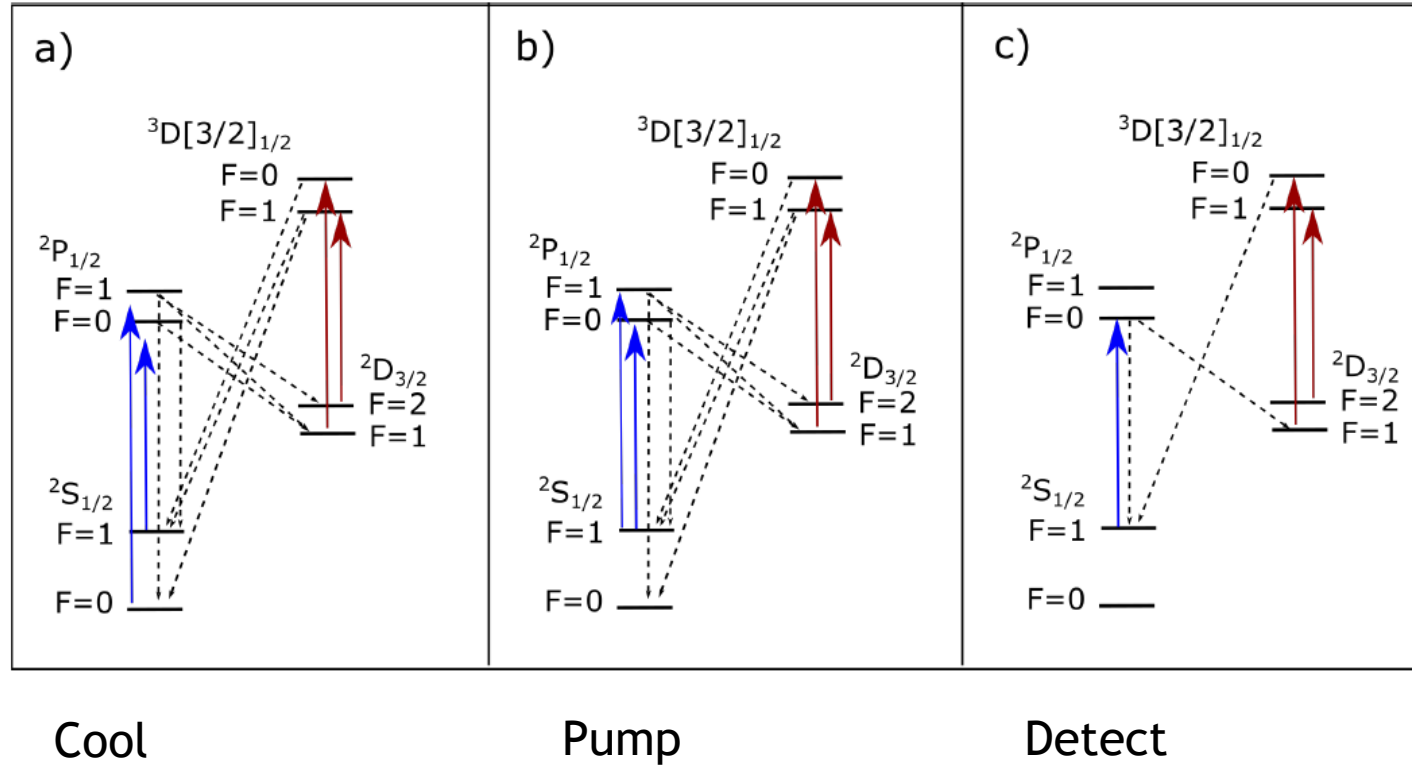 a)
³D[3/2]₁/₂
F=0
F=1
²P₁/₂
F=1
F=0
²D₃/₂
F=2
F=1
²S₁/₂
F=1
F=0
b)
³D[3/2]₁/₂
F=0
F=1
²P₁/₂
F=1
F=0
²D₃/₂
F=2
F=1
²S₁/₂
F=1
F=0
c)
³D[3/2]₁/₂
F=0
F=1
²P₁/₂
F=1
F=0
²D₃/₂
F=2
F=1
²S₁/₂
F=1
F=0
Cool
Pump
Detect